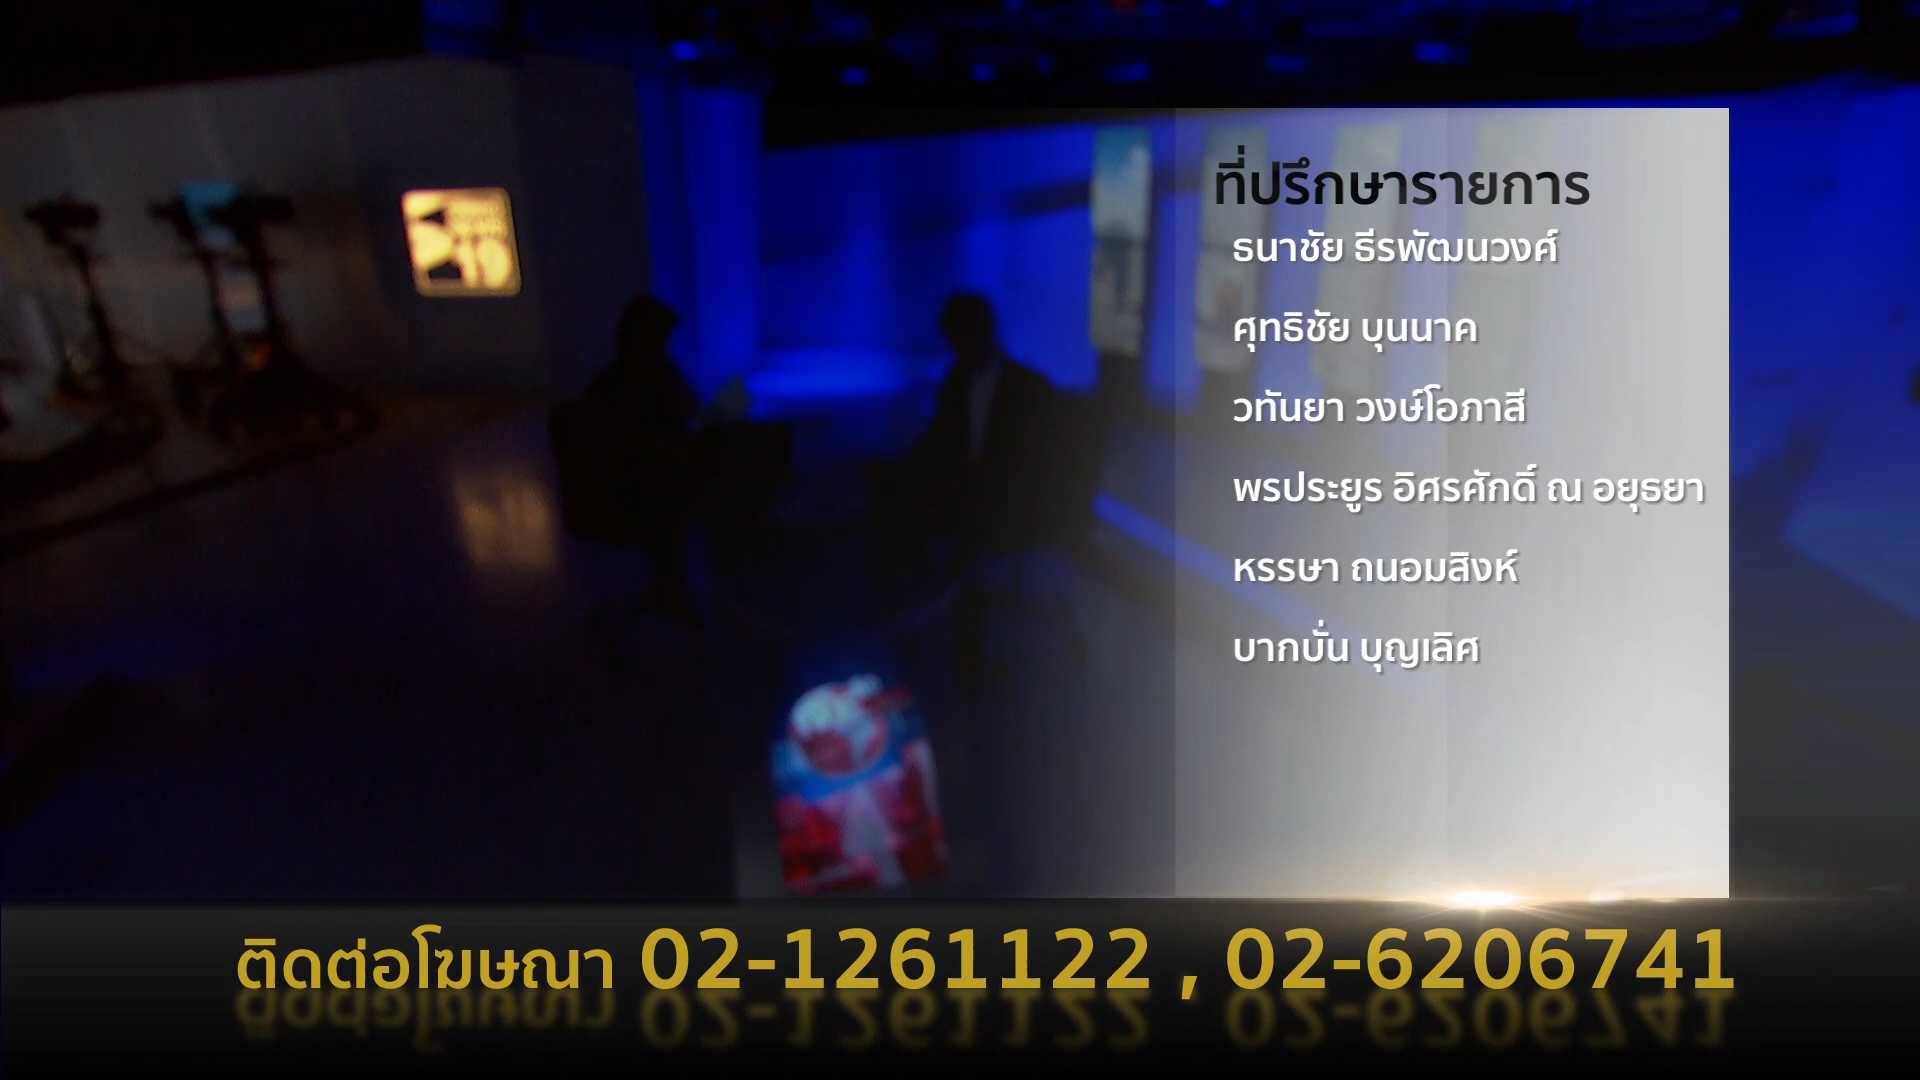 ที่ปรึกษารายการ
ธนาชัย ธีรพัฒนวงศ์
ศุทธิชัย บุนนาค
วทันยา วงษ์โอภาสี
พรประยูร อิศรศักดิ์ ณ อยุธยา
หรรษา ถนอมสิงห์
บากบั่น บุญเลิศ
ติดต่อโฆษณา 02-1261122 , 02-6206741